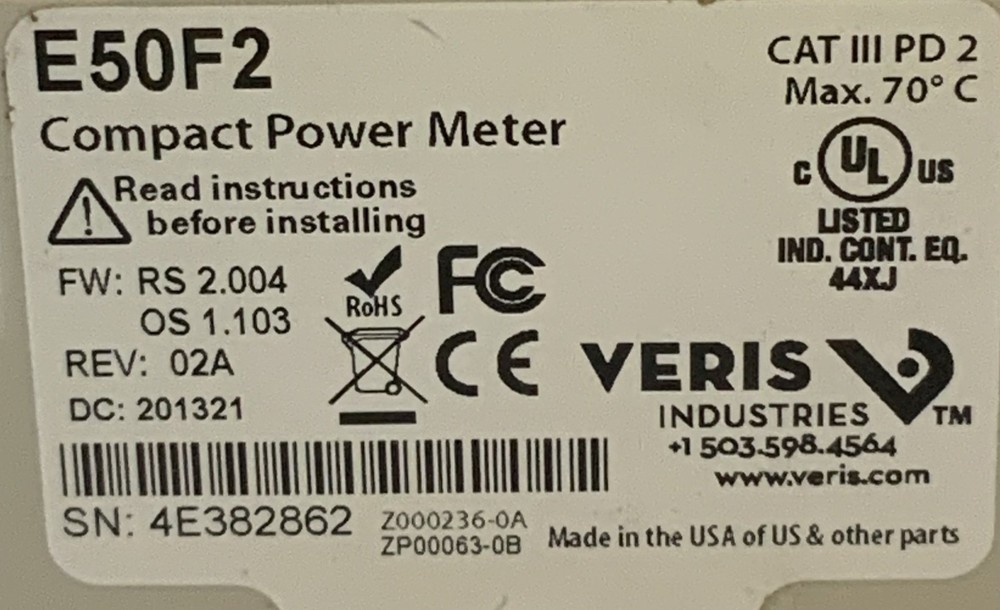 E50F2
Compact Power Meter
Read instructions
before installing
FW: RS 2.004
OS 1.103
REV: 02A
DC: 201321
RoHS
FC
CE
CAT III PD 2
Max. 70° C
C UL US
LISTED
IND. CONT. EQ.
44XJ
VERIS
INDUSTRIES TM
+1 503.598.4564
www.veris.com
SN: 4E382862
Z000236-0A
ZP00063-0B
Made in the USA of US & other parts